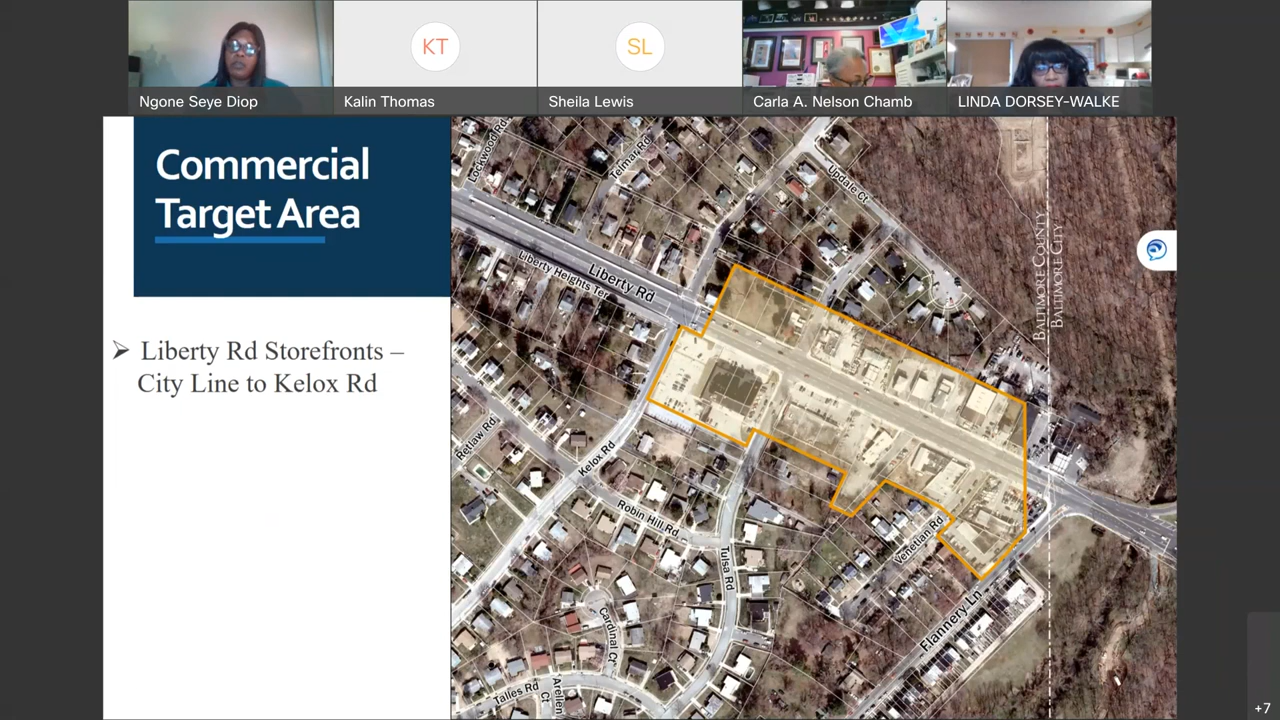 Ngone Seye Diop
KT
Kalin Thomas
SL
Sheila Lewis
Carla A. Nelson Chamb
LINDA DORSEY-WALKE
Commercial
Target Area
➢ Liberty Rd Storefronts –
City Line to Kelox Rd
Lockwood Rd
Telmar Rd
Updale Ct
Liberty Rd
Liberty Heights Ter
BALTIMORE COUNTY
BALTIMORE CITY
Retlaw Rd
Kelox Rd
Robin Hill Rd
Tulsa Rd
Venetian Rd
Flannery Ln
Cardinal Ct
Talles Rd
Arellen
Ct
+7